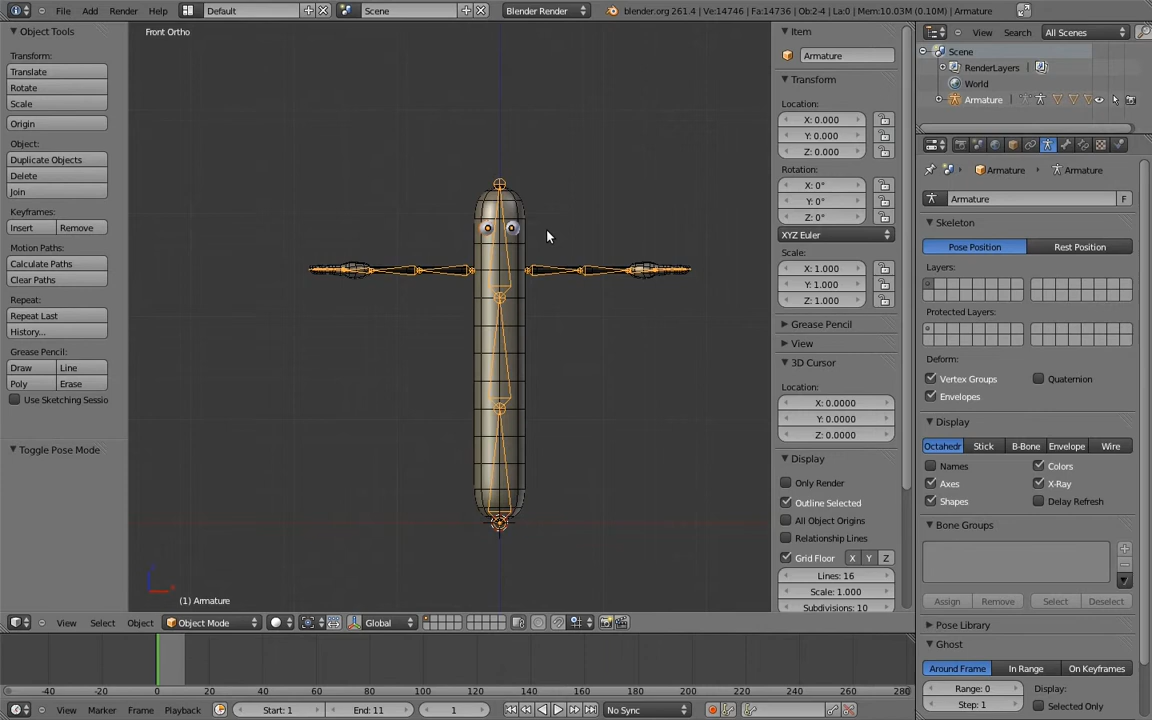 File Add Render Help Default Scene Blender Render blender.org 261.4 | Ve:14746 | Fa:14736 | Ob:2-4 | La:0 | Mem:10.03M (0.10M) | Armature
Object Tools
Transform:
Translate
Rotate
Scale
Origin
Object:
Duplicate Objects
Delete
Join
Keyframes:
Insert Remove
Motion Paths:
Calculate Paths
Clear Paths
Repeat:
Repeat Last
History...
Grease Pencil:
Draw Line
Poly Erase
Use Sketching Sessio
Toggle Pose Mode
Front Ortho
(1) Armature
Item
Armature
Transform
Location:
X: 0.000
Y: 0.000
Z: 0.000
Rotation:
X: 0°
Y: 0°
Z: 0°
XYZ Euler
Scale:
X: 1.000
Y: 1.000
Z: 1.000
Grease Pencil
View
3D Cursor
Location:
X: 0.0000
Y: 0.0000
Z: 0.0000
Display
Only Render
Outline Selected
All Object Origins
Relationship Lines
Grid Floor X Y Z
Lines: 16
Scale: 1.000
Subdivisions: 10
View Search All Scenes
Scene
RenderLayers
World
Armature
Armature Armature
Armature F
Skeleton
Pose Position Rest Position
Layers:
Protected Layers:
Deform:
Vertex Groups Quaternion
Envelopes
Display
Octahedr Stick B-Bone Envelope Wire
Names Colors
Axes X-Ray
Shapes Delay Refresh
Bone Groups
Assign Remove Select Deselect
Pose Library
Ghost
Around Frame In Range On Keyframes
Range: 0 Display:
Step: 1 Selected Only
View Select Object Object Mode Global
-40 -20 0 20 40 60 80 100 120 140 160 180 200 220 240 260 280
View Marker Frame Playback Start: 1 End: 11 1 No Sync